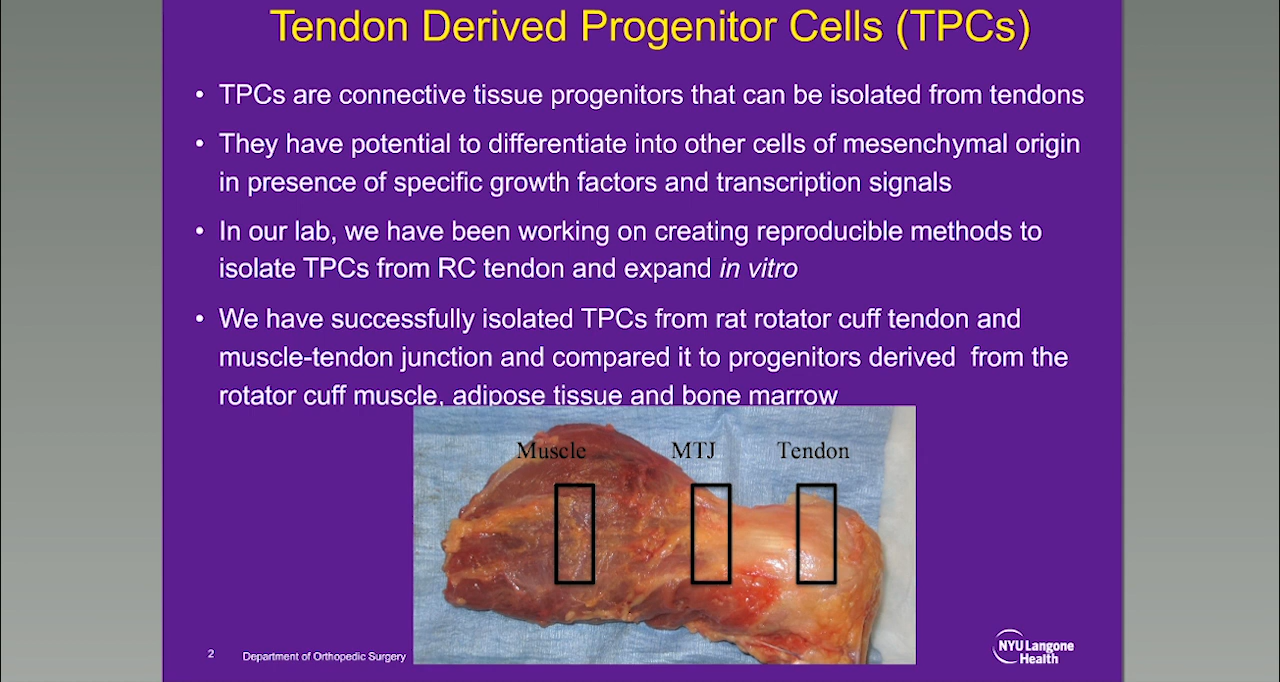 Tendon Derived Progenitor Cells (TPCs)
• TPCs are connective tissue progenitors that can be isolated from tendons
• They have potential to differentiate into other cells of mesenchymal origin
in presence of specific growth factors and transcription signals
• In our lab, we have been working on creating reproducible methods to
isolate TPCs from RC tendon and expand in vitro
• We have successfully isolated TPCs from rat rotator cuff tendon and
muscle-tendon junction and compared it to progenitors derived from the
rotator cuff muscle, adipose tissue and bone marrow
Muscle MTJ Tendon
2 Department of Orthopedic Surgery
NYU Langone
Health